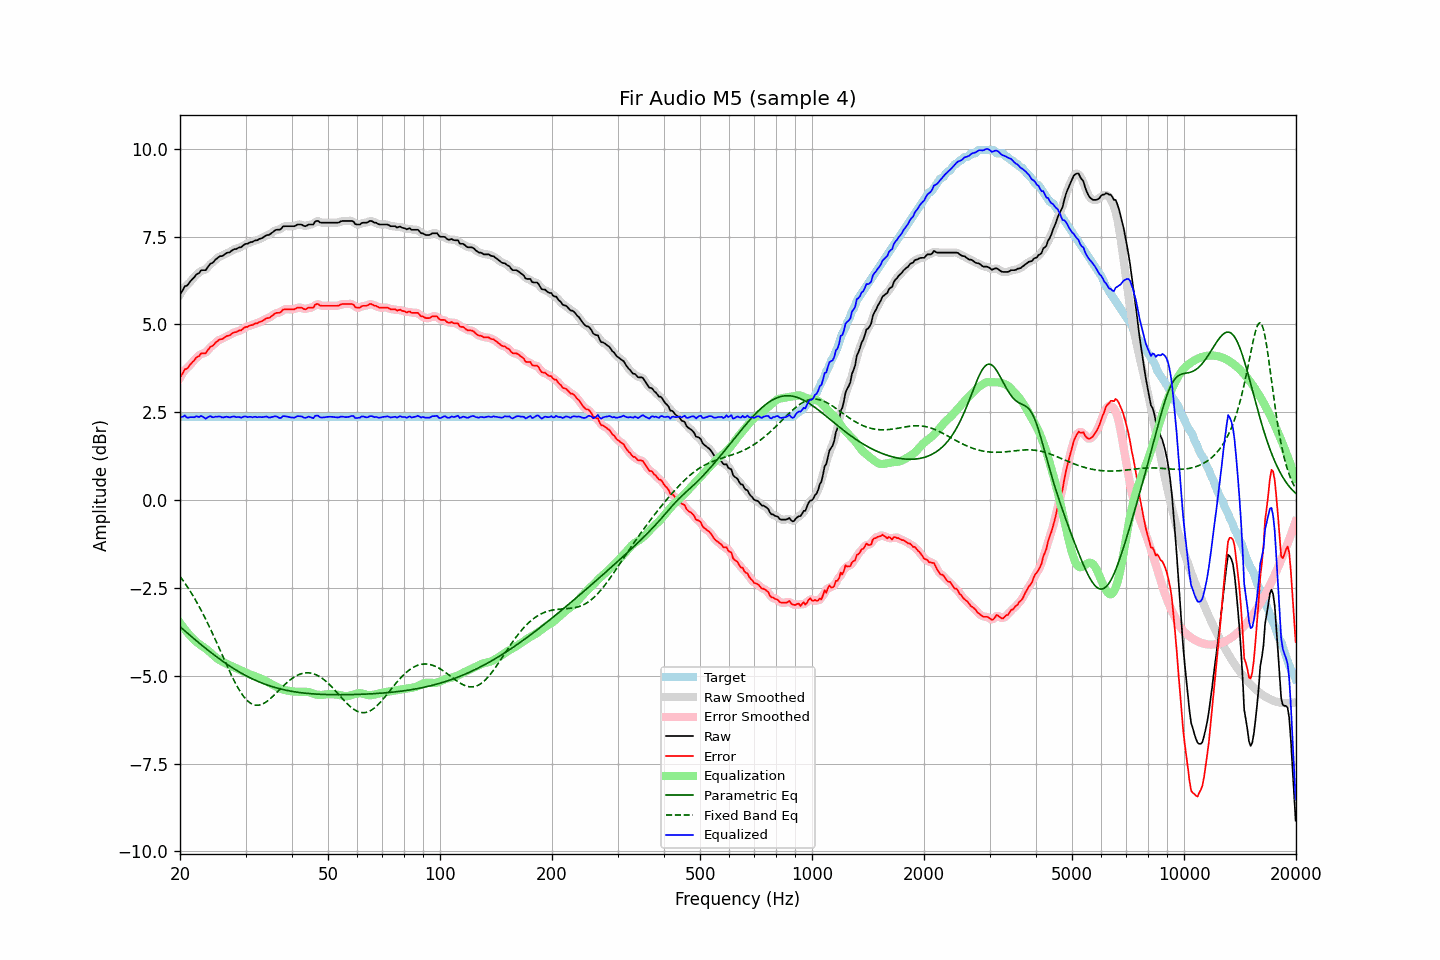 Fir Audio M5 (sample 4)
10.0
7.5
5.0
2.5
0.0
−2.5
−5.0
−7.5
−10.0
Amplitude (dBr)
Target
Raw Smoothed
Error Smoothed
Raw
Error
Equalization
Parametric Eq
Fixed Band Eq
Equalized
20 50 100 200 500 1000 2000 5000 10000 20000
Frequency (Hz)